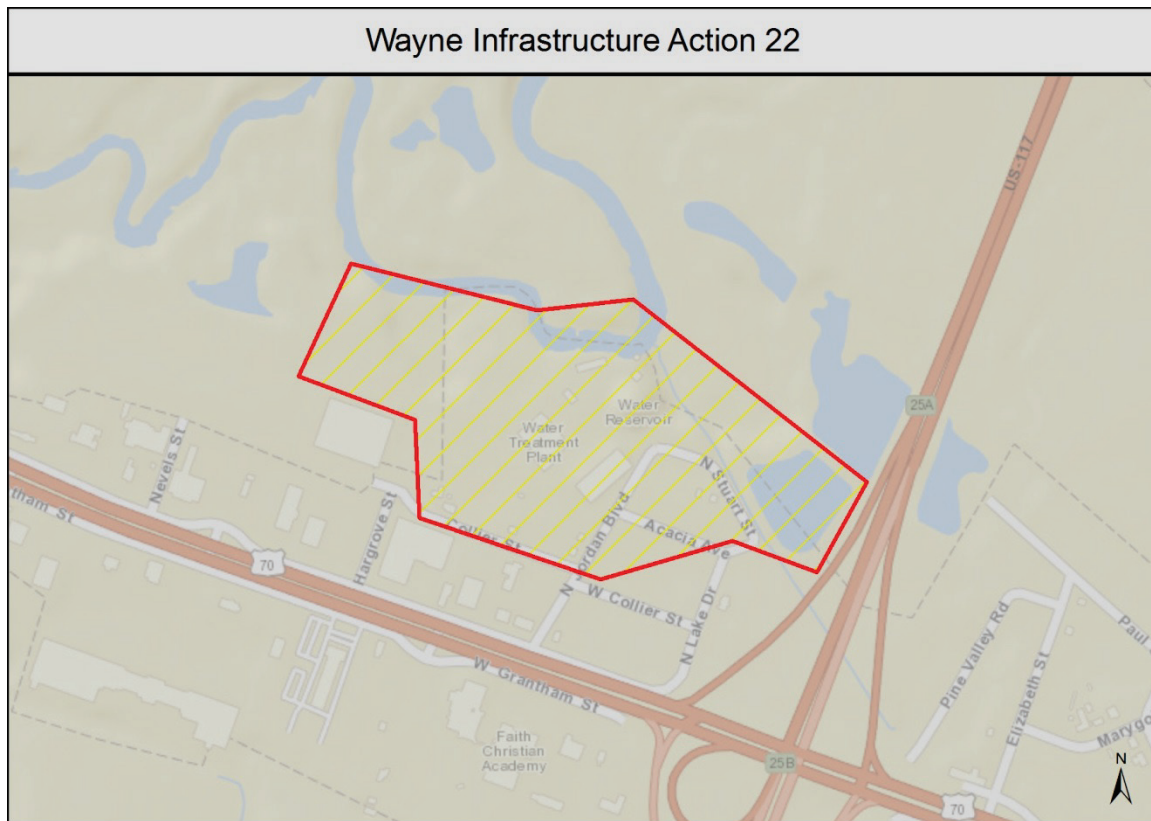 Wayne Infrastructure Action 22
US-117
25A
Water
Reservoir
Water
Treatment
Plant
N Stuart St
Nevels St
Acacia Ave
N Jordan Blvd
Hargrove St
Collier St
tham St
70
W Collier St
N Lake Dr
Pine Valley Rd
Elizabeth St
Paul
W Grantham St
Marygo
Faith
Christian
Academy
25B
70
N